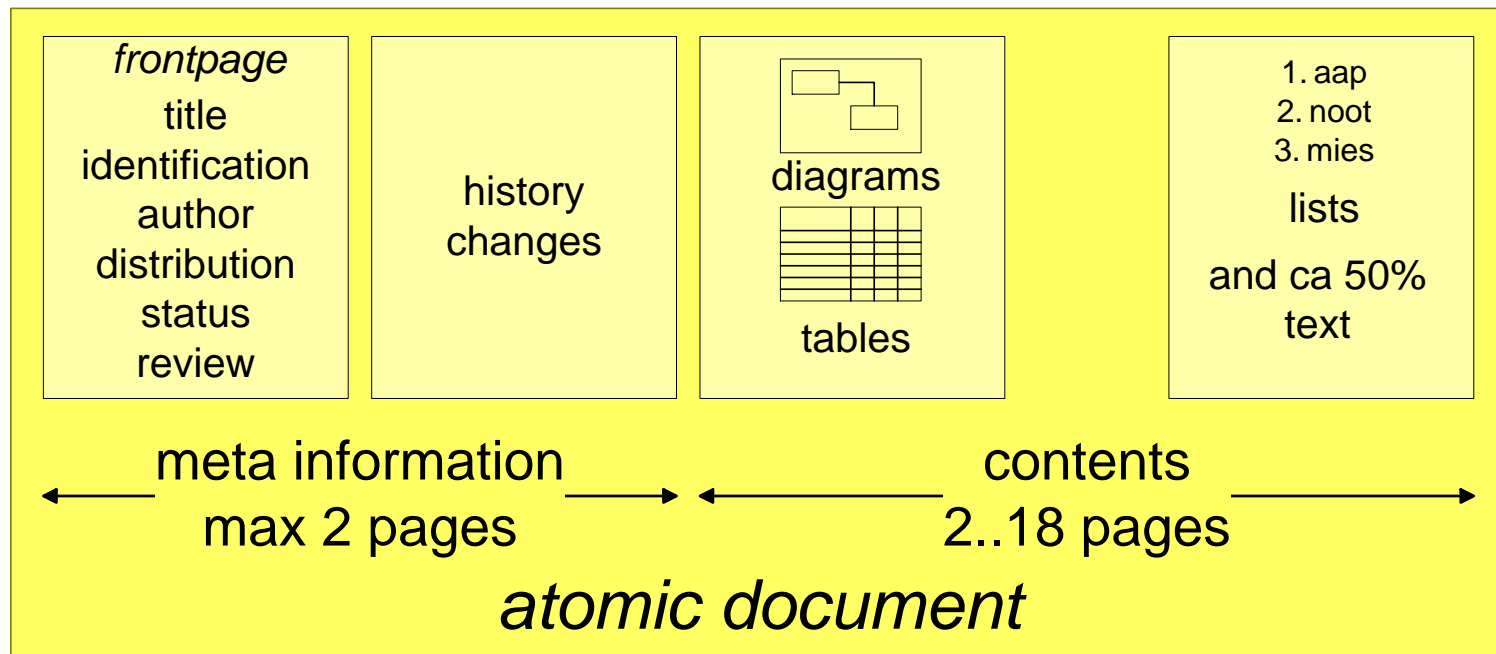 frontpage
title
identification
author
distribution
status
review
history
changes
diagrams
tables
1. aap
2. noot
3. mies
lists
and ca 50%
text
meta information
max 2 pages
contents
2..18 pages
atomic document